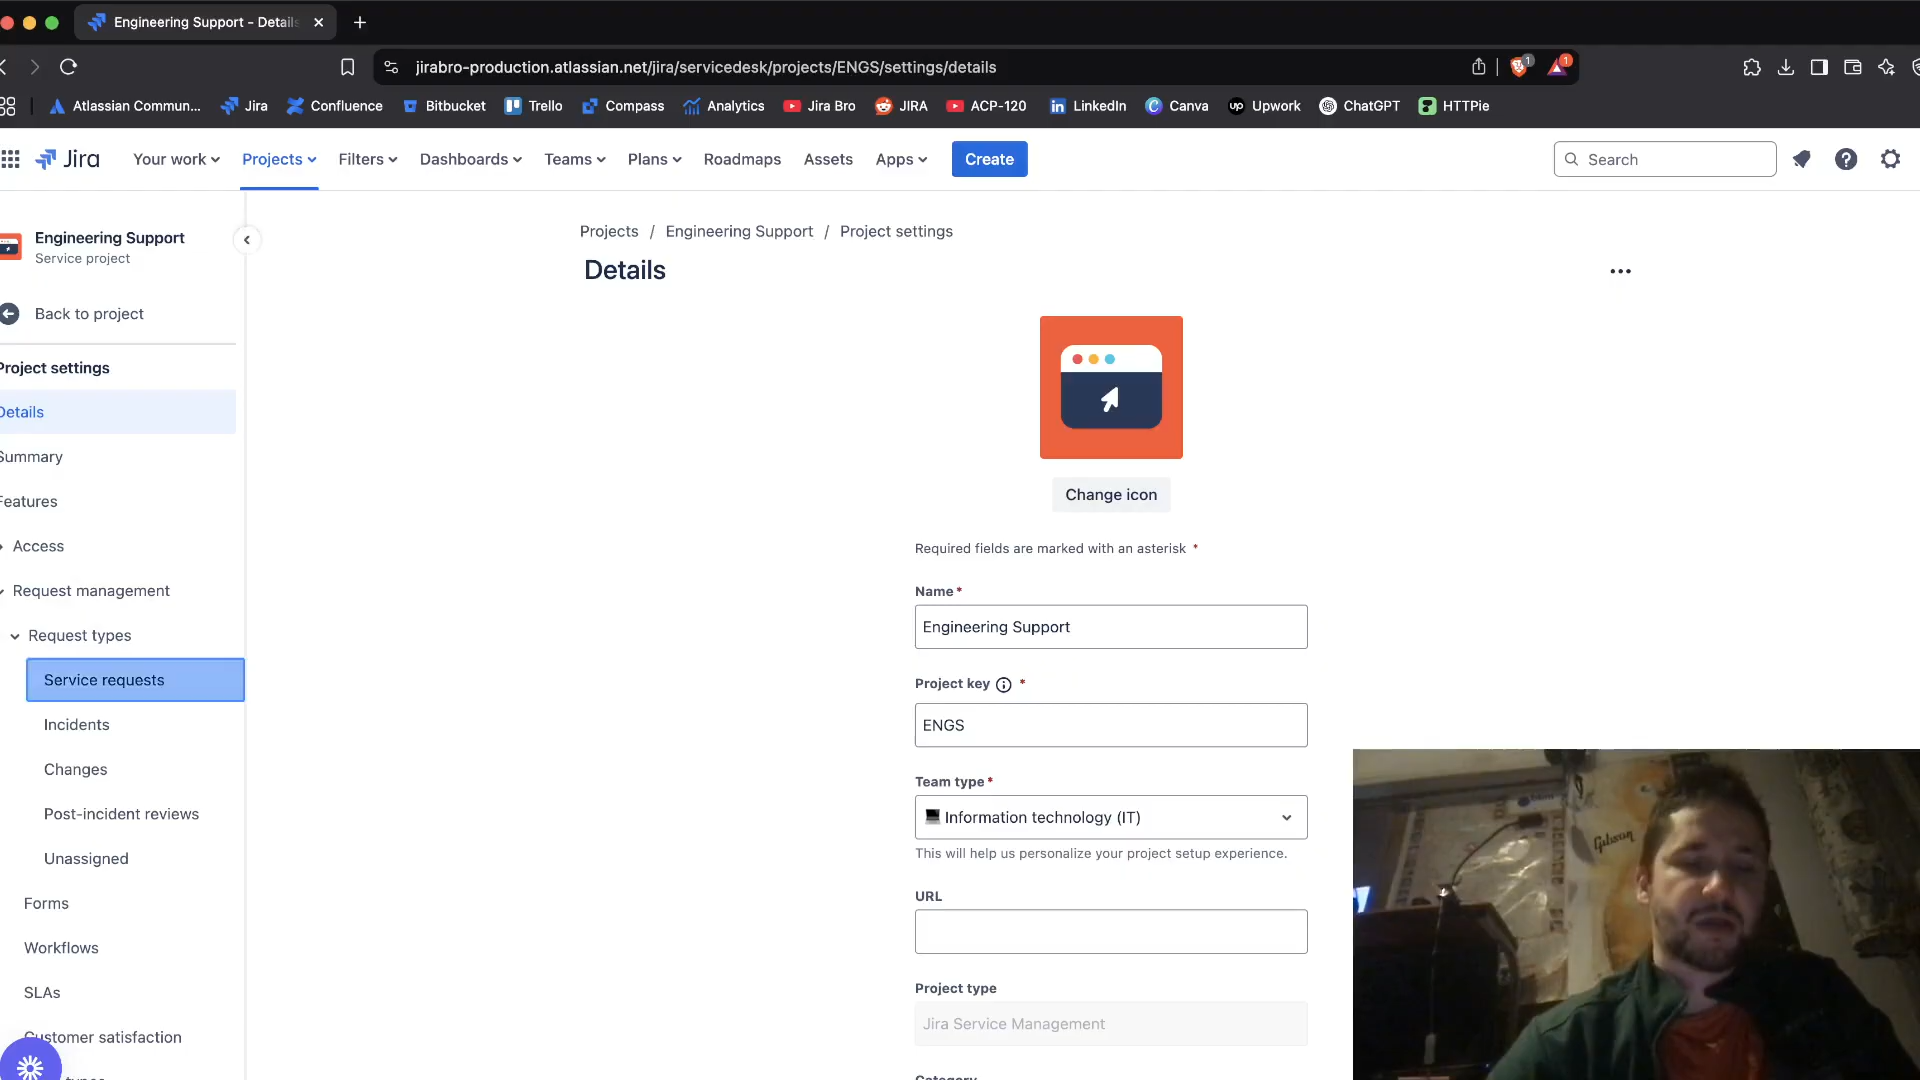 Engineering Support - Details
jirabro-production.atlassian.net/jira/servicedesk/projects/ENGS/settings/details
1
1
Atlassian Commun...
Jira
Confluence
Bitbucket
Trello
Compass
Analytics
Jira Bro
JIRA
ACP-120
LinkedIn
Canva
up
Upwork
ChatGPT
HTTPie
Jira
Your work
Projects
Filters
Dashboards
Teams
Plans
Roadmaps
Assets
Apps
Create
Search
Engineering Support
Service project
Back to project
Project settings
Details
Summary
Features
Access
Request management
Request types
Service requests
Incidents
Changes
Post-incident reviews
Unassigned
Forms
Workflows
SLAs
Customer satisfaction
Projects / Engineering Support / Project settings
Details
Change icon
Required fields are marked with an asterisk *
Name *
Engineering Support
Project key *
ENGS
Team type *
Information technology (IT)
This will help us personalize your project setup experience.
URL
Project type
Jira Service Management
Category
Gibson